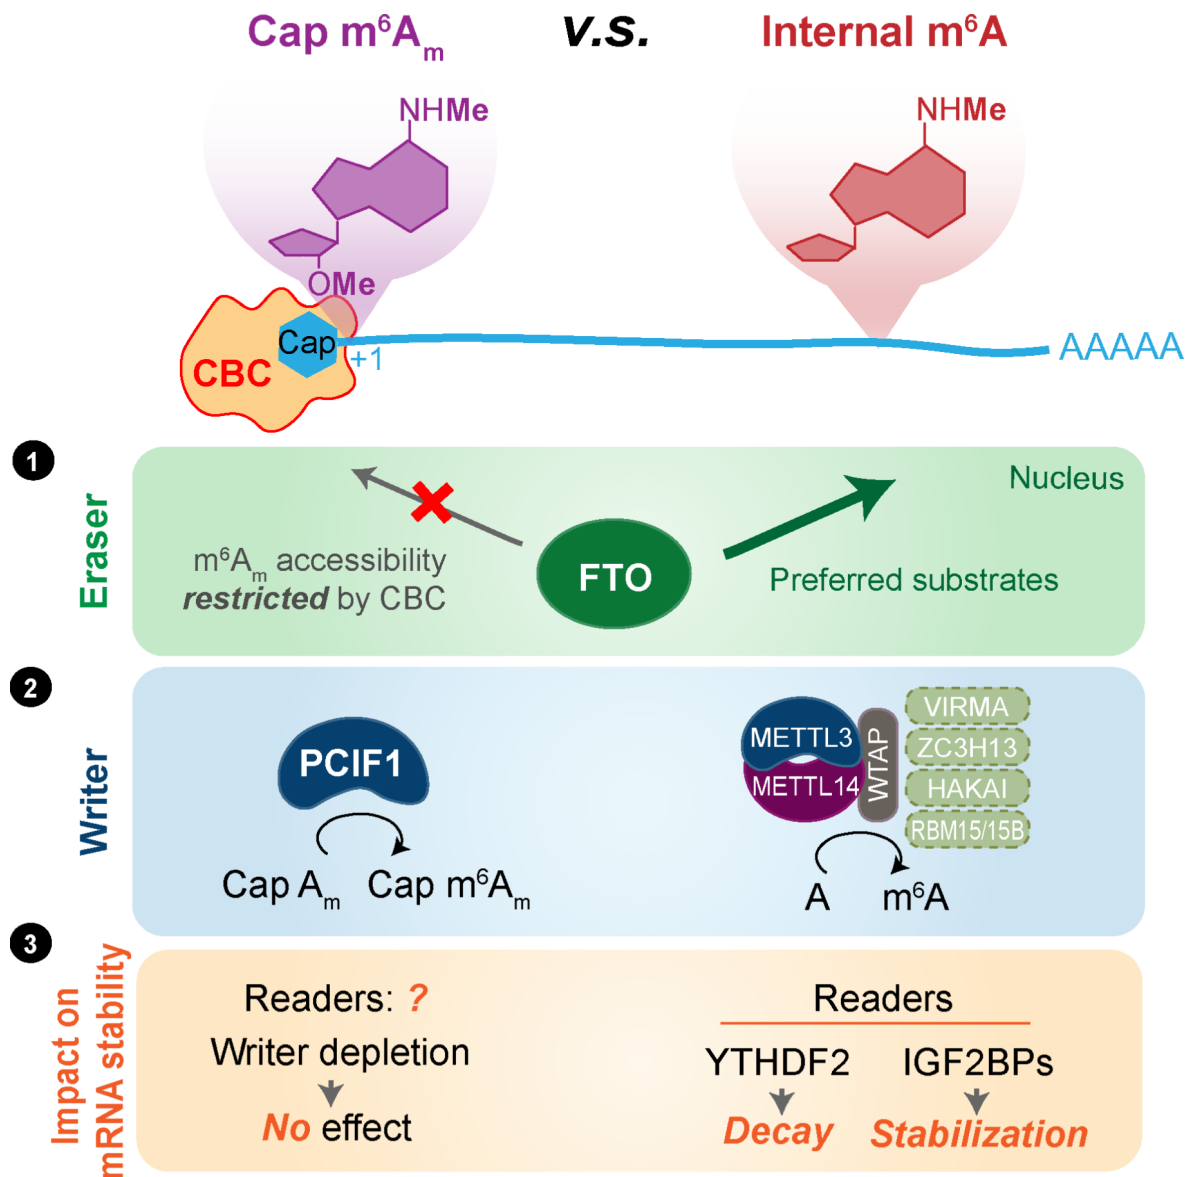 Cap m⁶Aₘ v.s. Internal m⁶A
NHMe
OMe
NHMe
Cap
CBC
+1
AAAAA
1
Eraser
Nucleus
m⁶Aₘ accessibility
restricted by CBC
FTO
Preferred substrates
2
Writer
PCIF1
Cap Aₘ
Cap m⁶Aₘ
METTL3
METTL14
WTAP
VIRMA
ZC3H13
HAKAI
RBM15/15B
A
m⁶A
3
Impact on
mRNA stability
Readers: ?
Writer depletion
No effect
Readers
YTHDF2
IGF2BPs
Decay
Stabilization